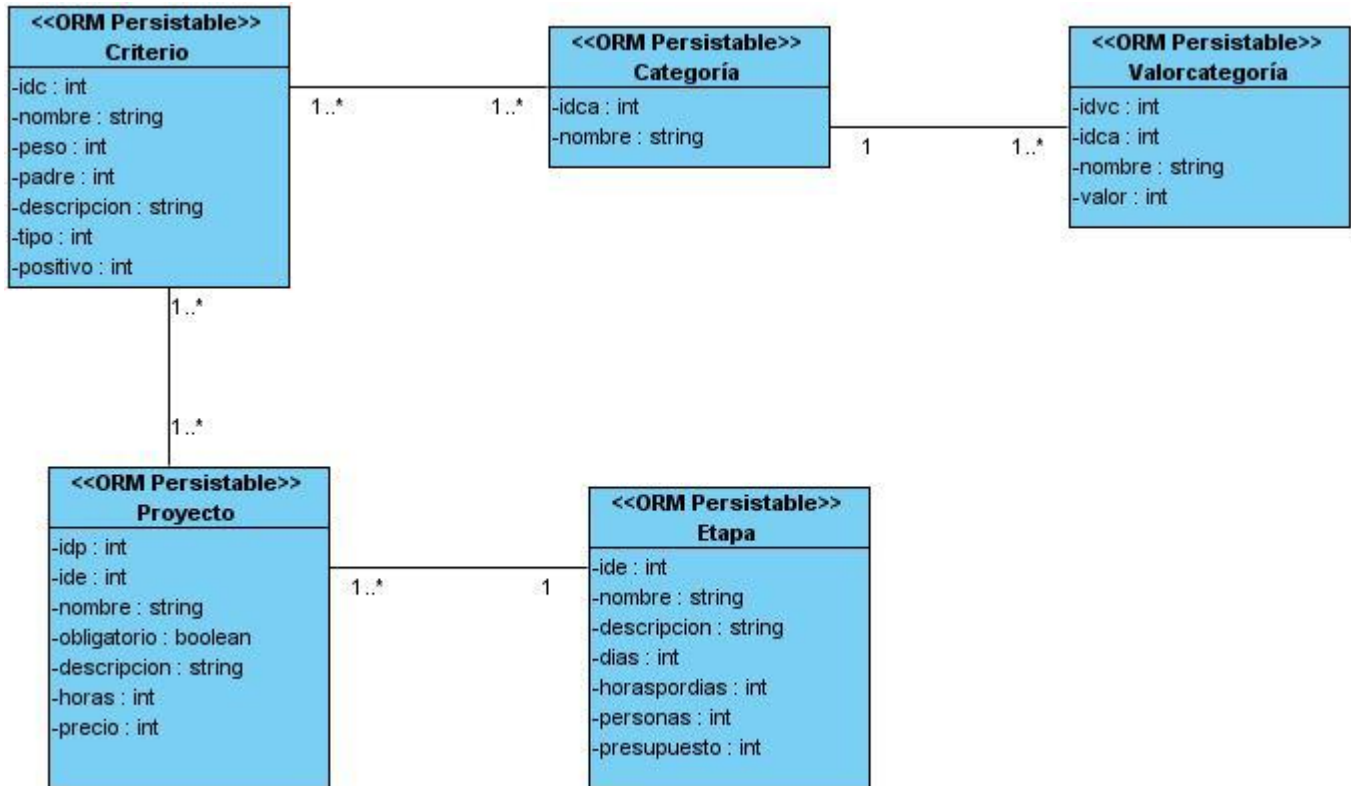 <<ORM Persistable>>
Criterio
-idc : int
-nombre : string
-peso : int
-padre : int
-descripcion : string
-tipo : int
-positivo : int
1..*
1..*
<<ORM Persistable>>
Categoría
-idca : int
-nombre : string
1
1..*
<<ORM Persistable>>
Valorcategoría
-idvc : int
-idca : int
-nombre : string
-valor : int
1..*
1..*
<<ORM Persistable>>
Proyecto
-idp : int
-ide : int
-nombre : string
-obligatorio : boolean
-descripcion : string
-horas : int
-precio : int
1..*
1
<<ORM Persistable>>
Etapa
-ide : int
-nombre : string
-descripcion : string
-dias : int
-horaspordias : int
-personas : int
-presupuesto : int